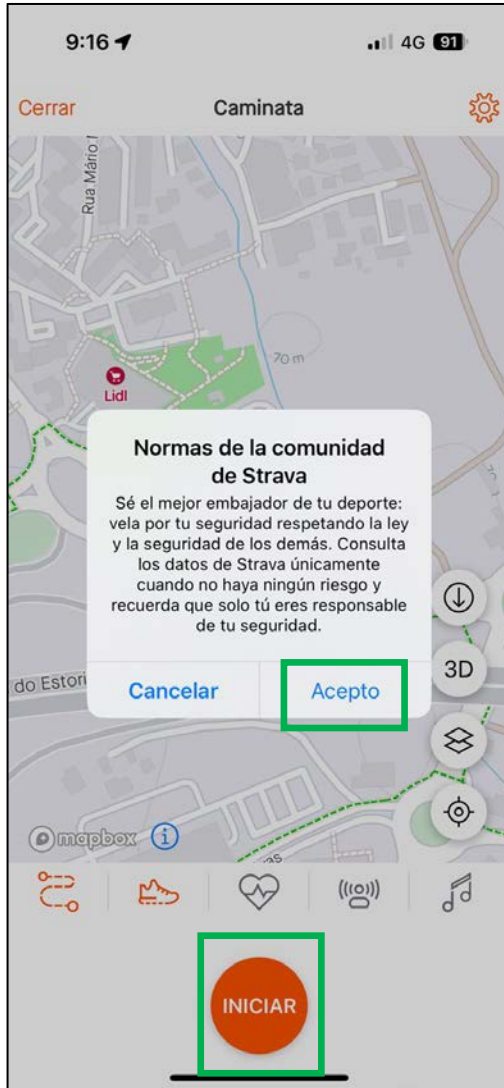 9:16
4G 91
Cerrar
Caminata
Rua Mário
70 m
Lidl
Normas de la comunidad
de Strava
Sé el mejor embajador de tu deporte:
vela por tu seguridad respetando la ley
y la seguridad de los demás. Consulta
los datos de Strava únicamente
cuando no haya ningún riesgo y
recuerda que solo tú eres responsable
de tu seguridad.
do Estori
3D
Cancelar
Acepto
mapbox
as
INICIAR